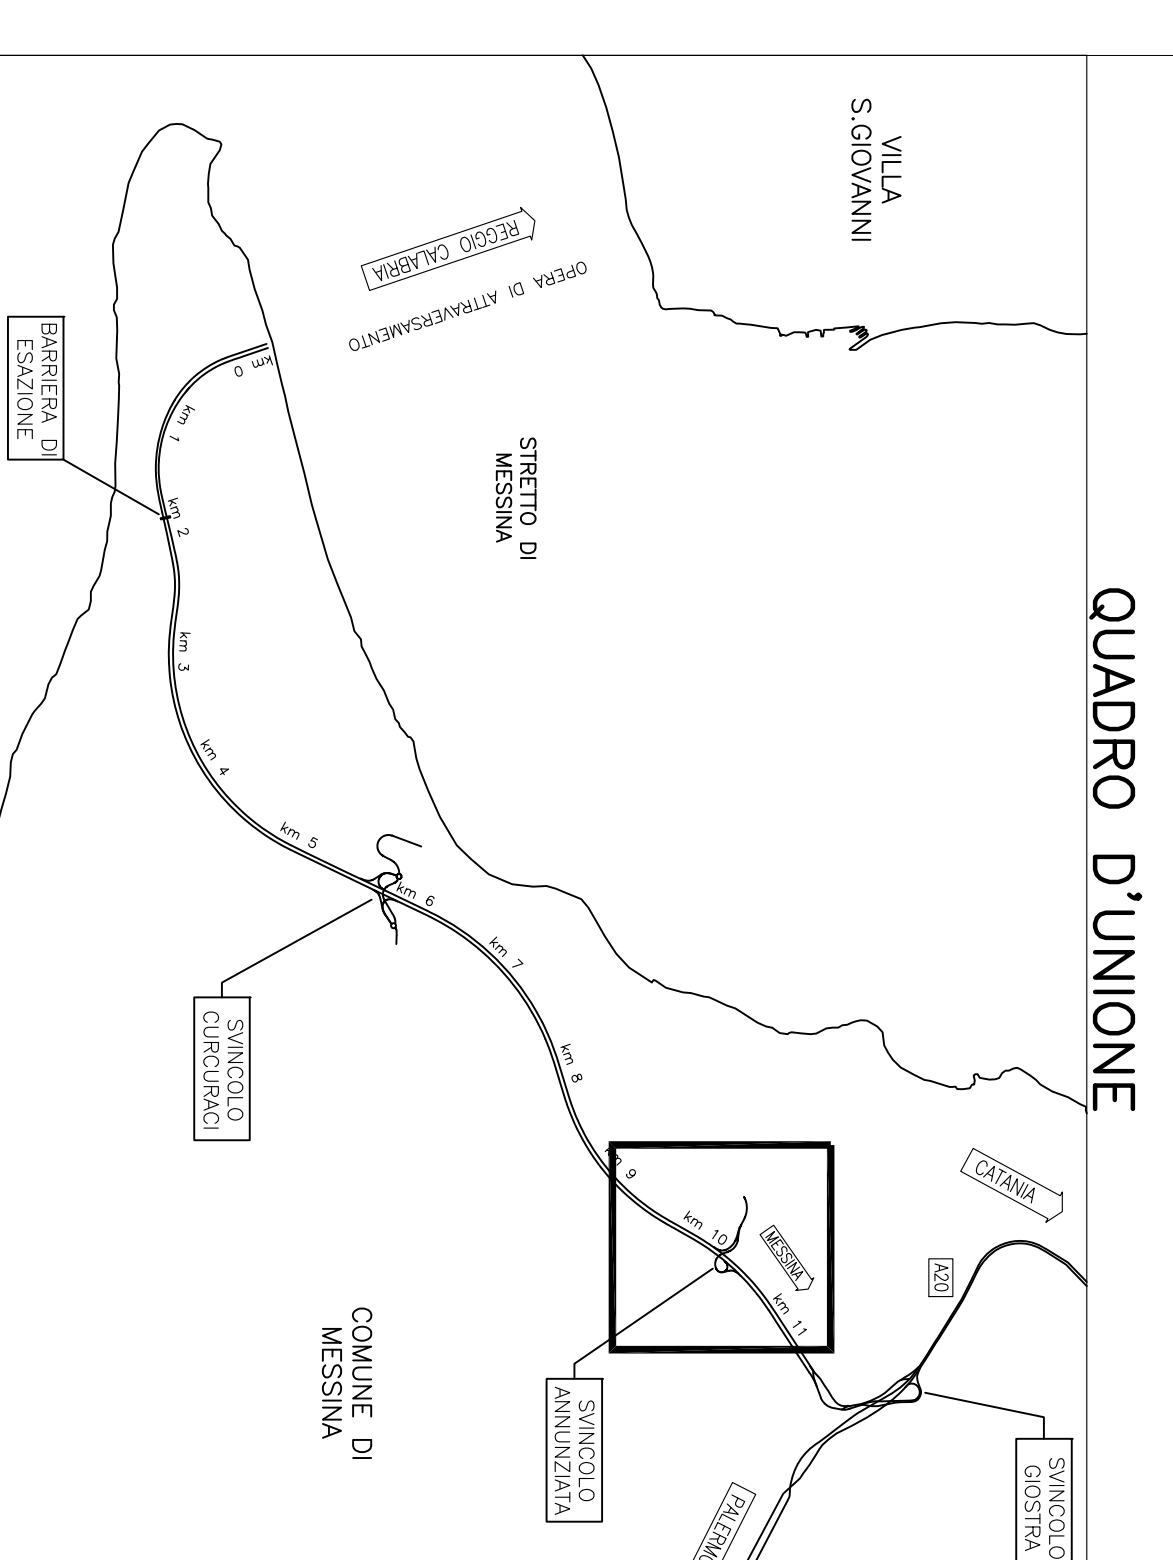 QUADRO D'UNIONE
VILLA
S.GIOVANNI
REGGIO CALABRIA
OPERA DI ATTRAVERSAMENTO
STRETTO DI
MESSINA
BARRIERA DI
ESAZIONE
km 0
km 1
km 2
km 3
km 4
km 5
km 6
km 7
km 8
km 9
km 10
km 11
SVINCOLO
CURCURACI
CATANIA
MESSINA
A20
COMUNE DI
MESSINA
SVINCOLO
ANNUNZIATA
SVINCOLO
GIOSTRA
PALERMO